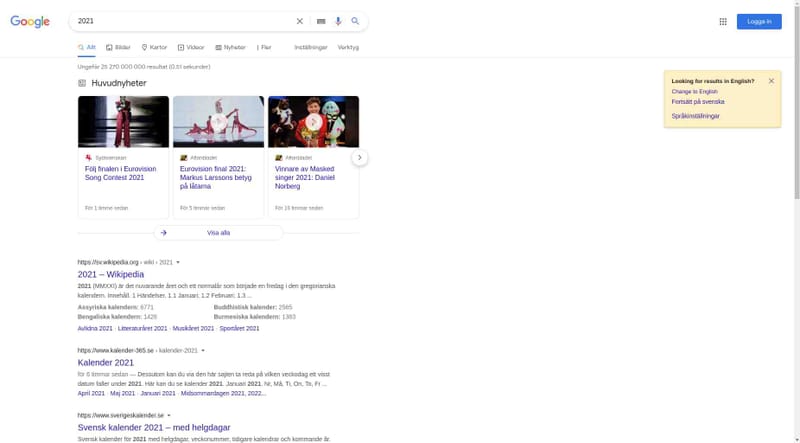 Google
2021
Logga in
Allt
Bilder
Kartor
Videor
Nyheter
Fler
Inställningar
Verktyg
Ungefär 25 270 000 000 resultat (0,51 sekunder)
Looking for results in English?
Change to English
Fortsätt på svenska
Språkinställningar
Huvudnyheter
Sydsvenskan
Följ finalen i Eurovision
Song Contest 2021
För 1 timme sedan
Aftonbladet
Eurovision final 2021:
Markus Larssons betyg
på låtarna
För 5 timmar sedan
Aftonbladet
Vinnare av Masked
singer 2021: Daniel
Norberg
För 16 timmar sedan
Visa alla
https://sv.wikipedia.org › wiki › 2021
2021 – Wikipedia
2021 (MMXXI) är det nuvarande året och ett normalår som började en fredag i den gregorianska
kalendern. Innehåll. 1 Händelser. 1.1 Januari; 1.2 Februari; 1.3 ...
Assyriska kalendern: 6771
Buddhistisk kalender: 2565
Bengaliska kalendern: 1428
Burmesiska kalender: 1383
Avlidna 2021 · Litteraturåret 2021 · Musikåret 2021 · Sportåret 2021
https://www.kalender-365.se › kalender-2021
Kalender 2021
för 6 timmar sedan — Dessutom kan du via den här sajten ta reda på vilken veckodag ett visst
datum faller under 2021. Här kan du se kalender 2021. Januari 2021. Nr, Må, Ti, On, To, Fr ...
April 2021 · Maj 2021 · Januari 2021 · Midsommardagen 2021, 2022...
https://www.sverigeskalender.se
Svensk kalender 2021 – med helgdagar
Svensk kalender för 2021 med helgdagar, veckonummer, tidigare kalendrar och kommande år.